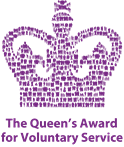 The Queen's Award
for Voluntary Service